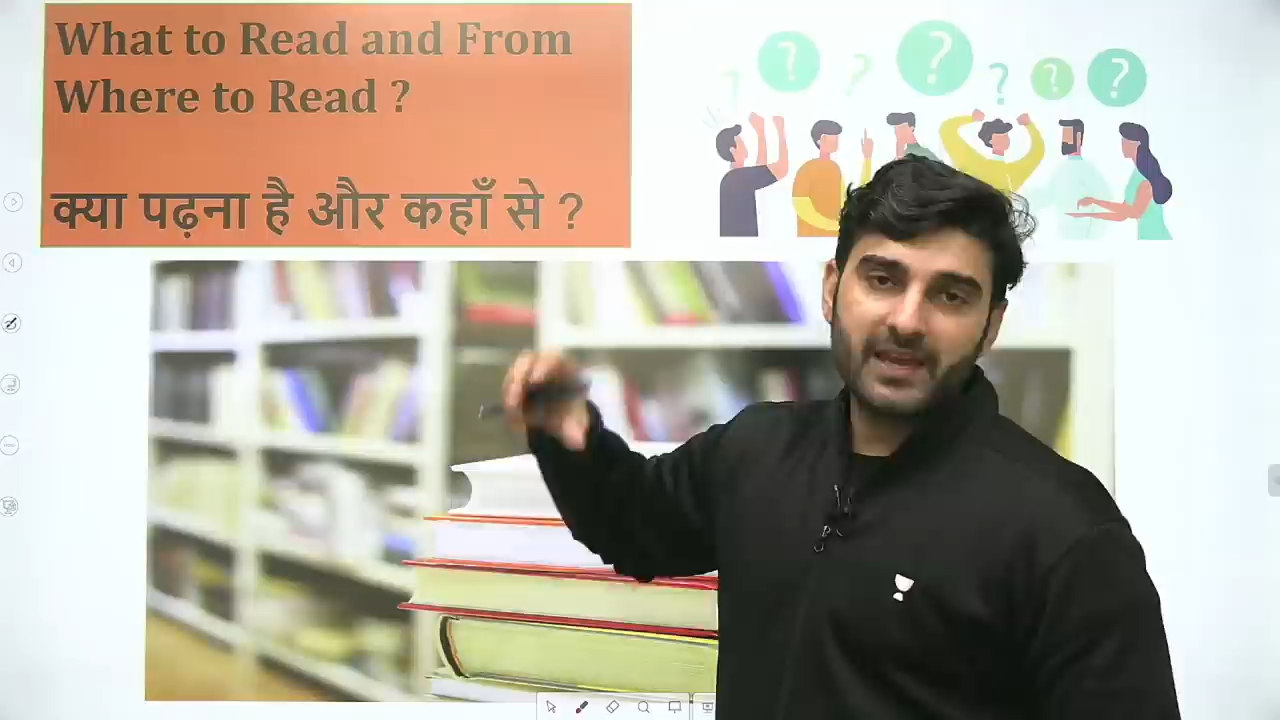 What to Read and From
Where to Read ?
क्या पढ़ना है और कहाँ से ?